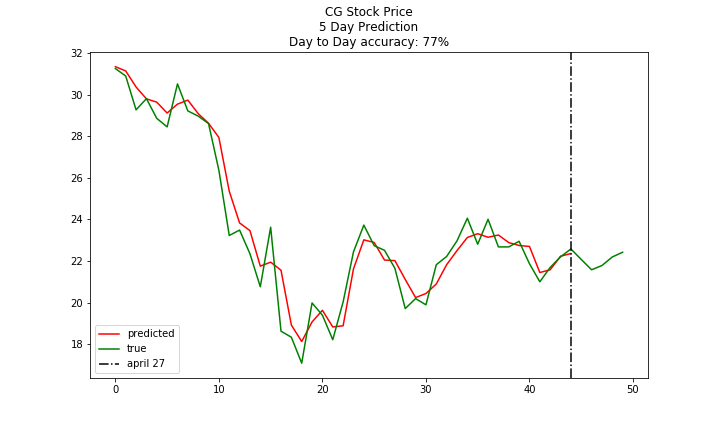 CG Stock Price
5 Day Prediction
Day to Day accuracy: 77%
32
30
28
26
24
22
20
18
predicted
true
april 27
0
10
20
30
40
50